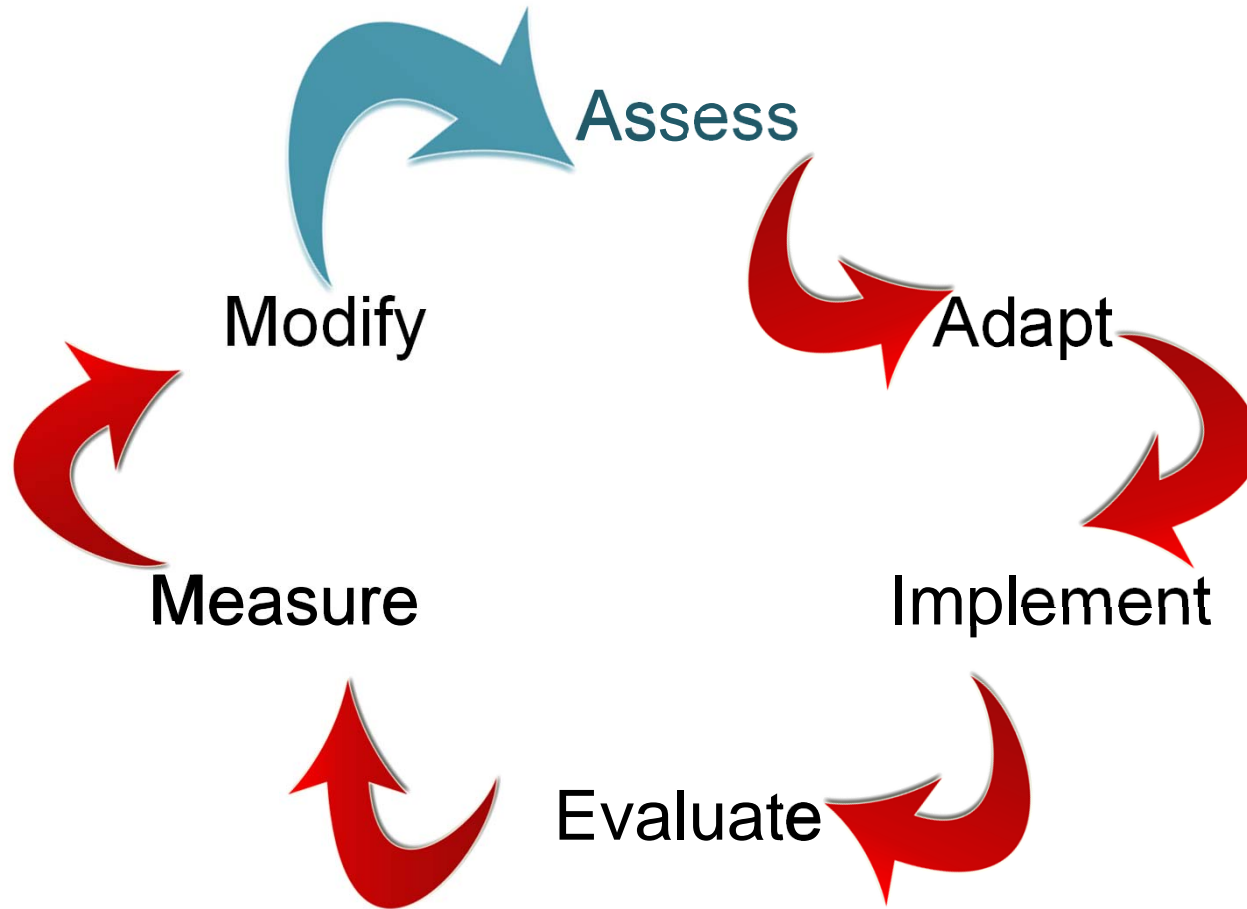 Assess
Adapt
Implement
Evaluate
Measure
Modify